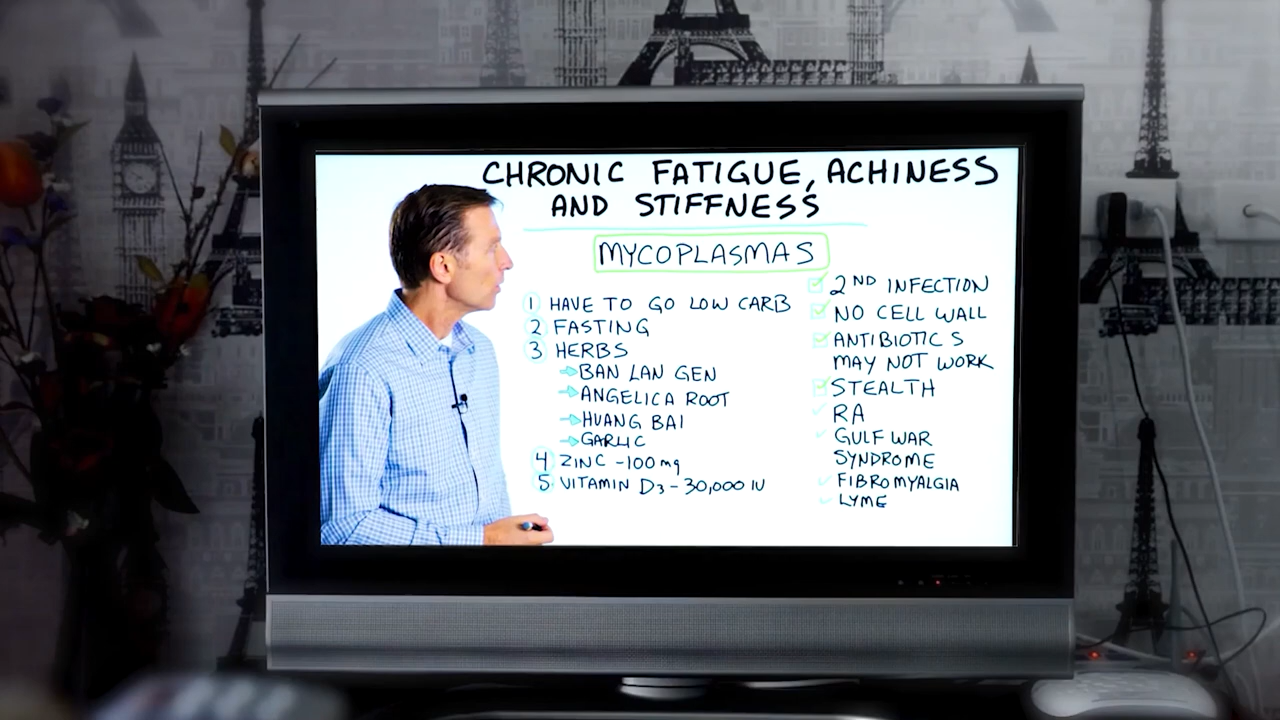 CHRONIC FATIGUE, ACHINESS
AND STIFFNESS
MYCOPLASMAS
1 HAVE TO GO LOW CARB
2 FASTING
3 HERBS
→BAN LAN GEN
→ANGELICA ROOT
→HUANG BAI
→GARLIC
4 ZINC -100mg
5 VITAMIN D3 - 30,000 IU
2ND INFECTION
NO CELL WALL
ANTIBIOTICS
MAY NOT WORK
STEALTH
RA
GULF WAR
SYNDROME
FIBROMYALGIA
LYME